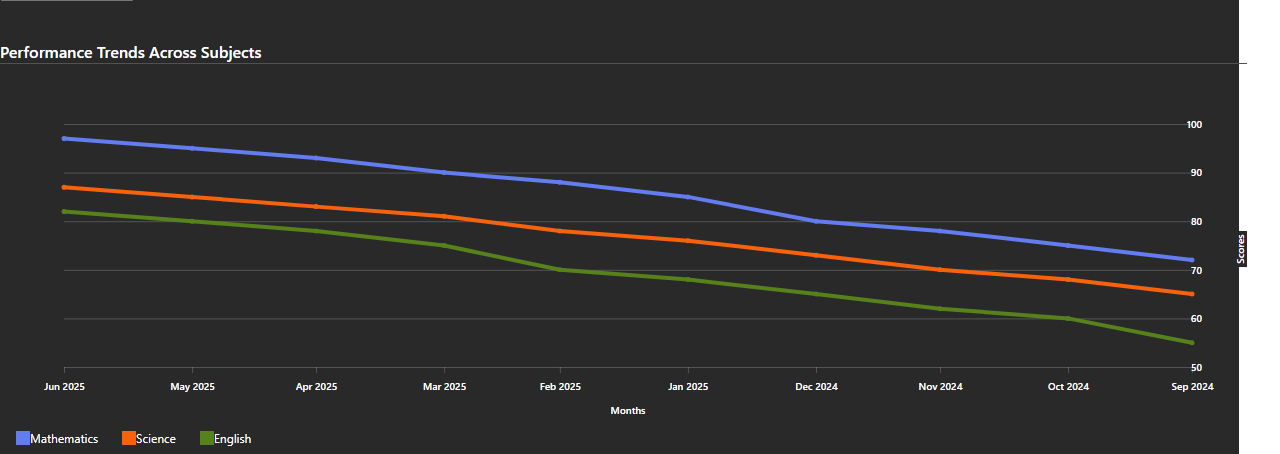 Performance Trends Across Subjects
100
90
80
70
60
50
Scores
Jun 2025 May 2025 Apr 2025 Mar 2025 Feb 2025 Jan 2025 Dec 2024 Nov 2024 Oct 2024 Sep 2024
Months
Mathematics Science English